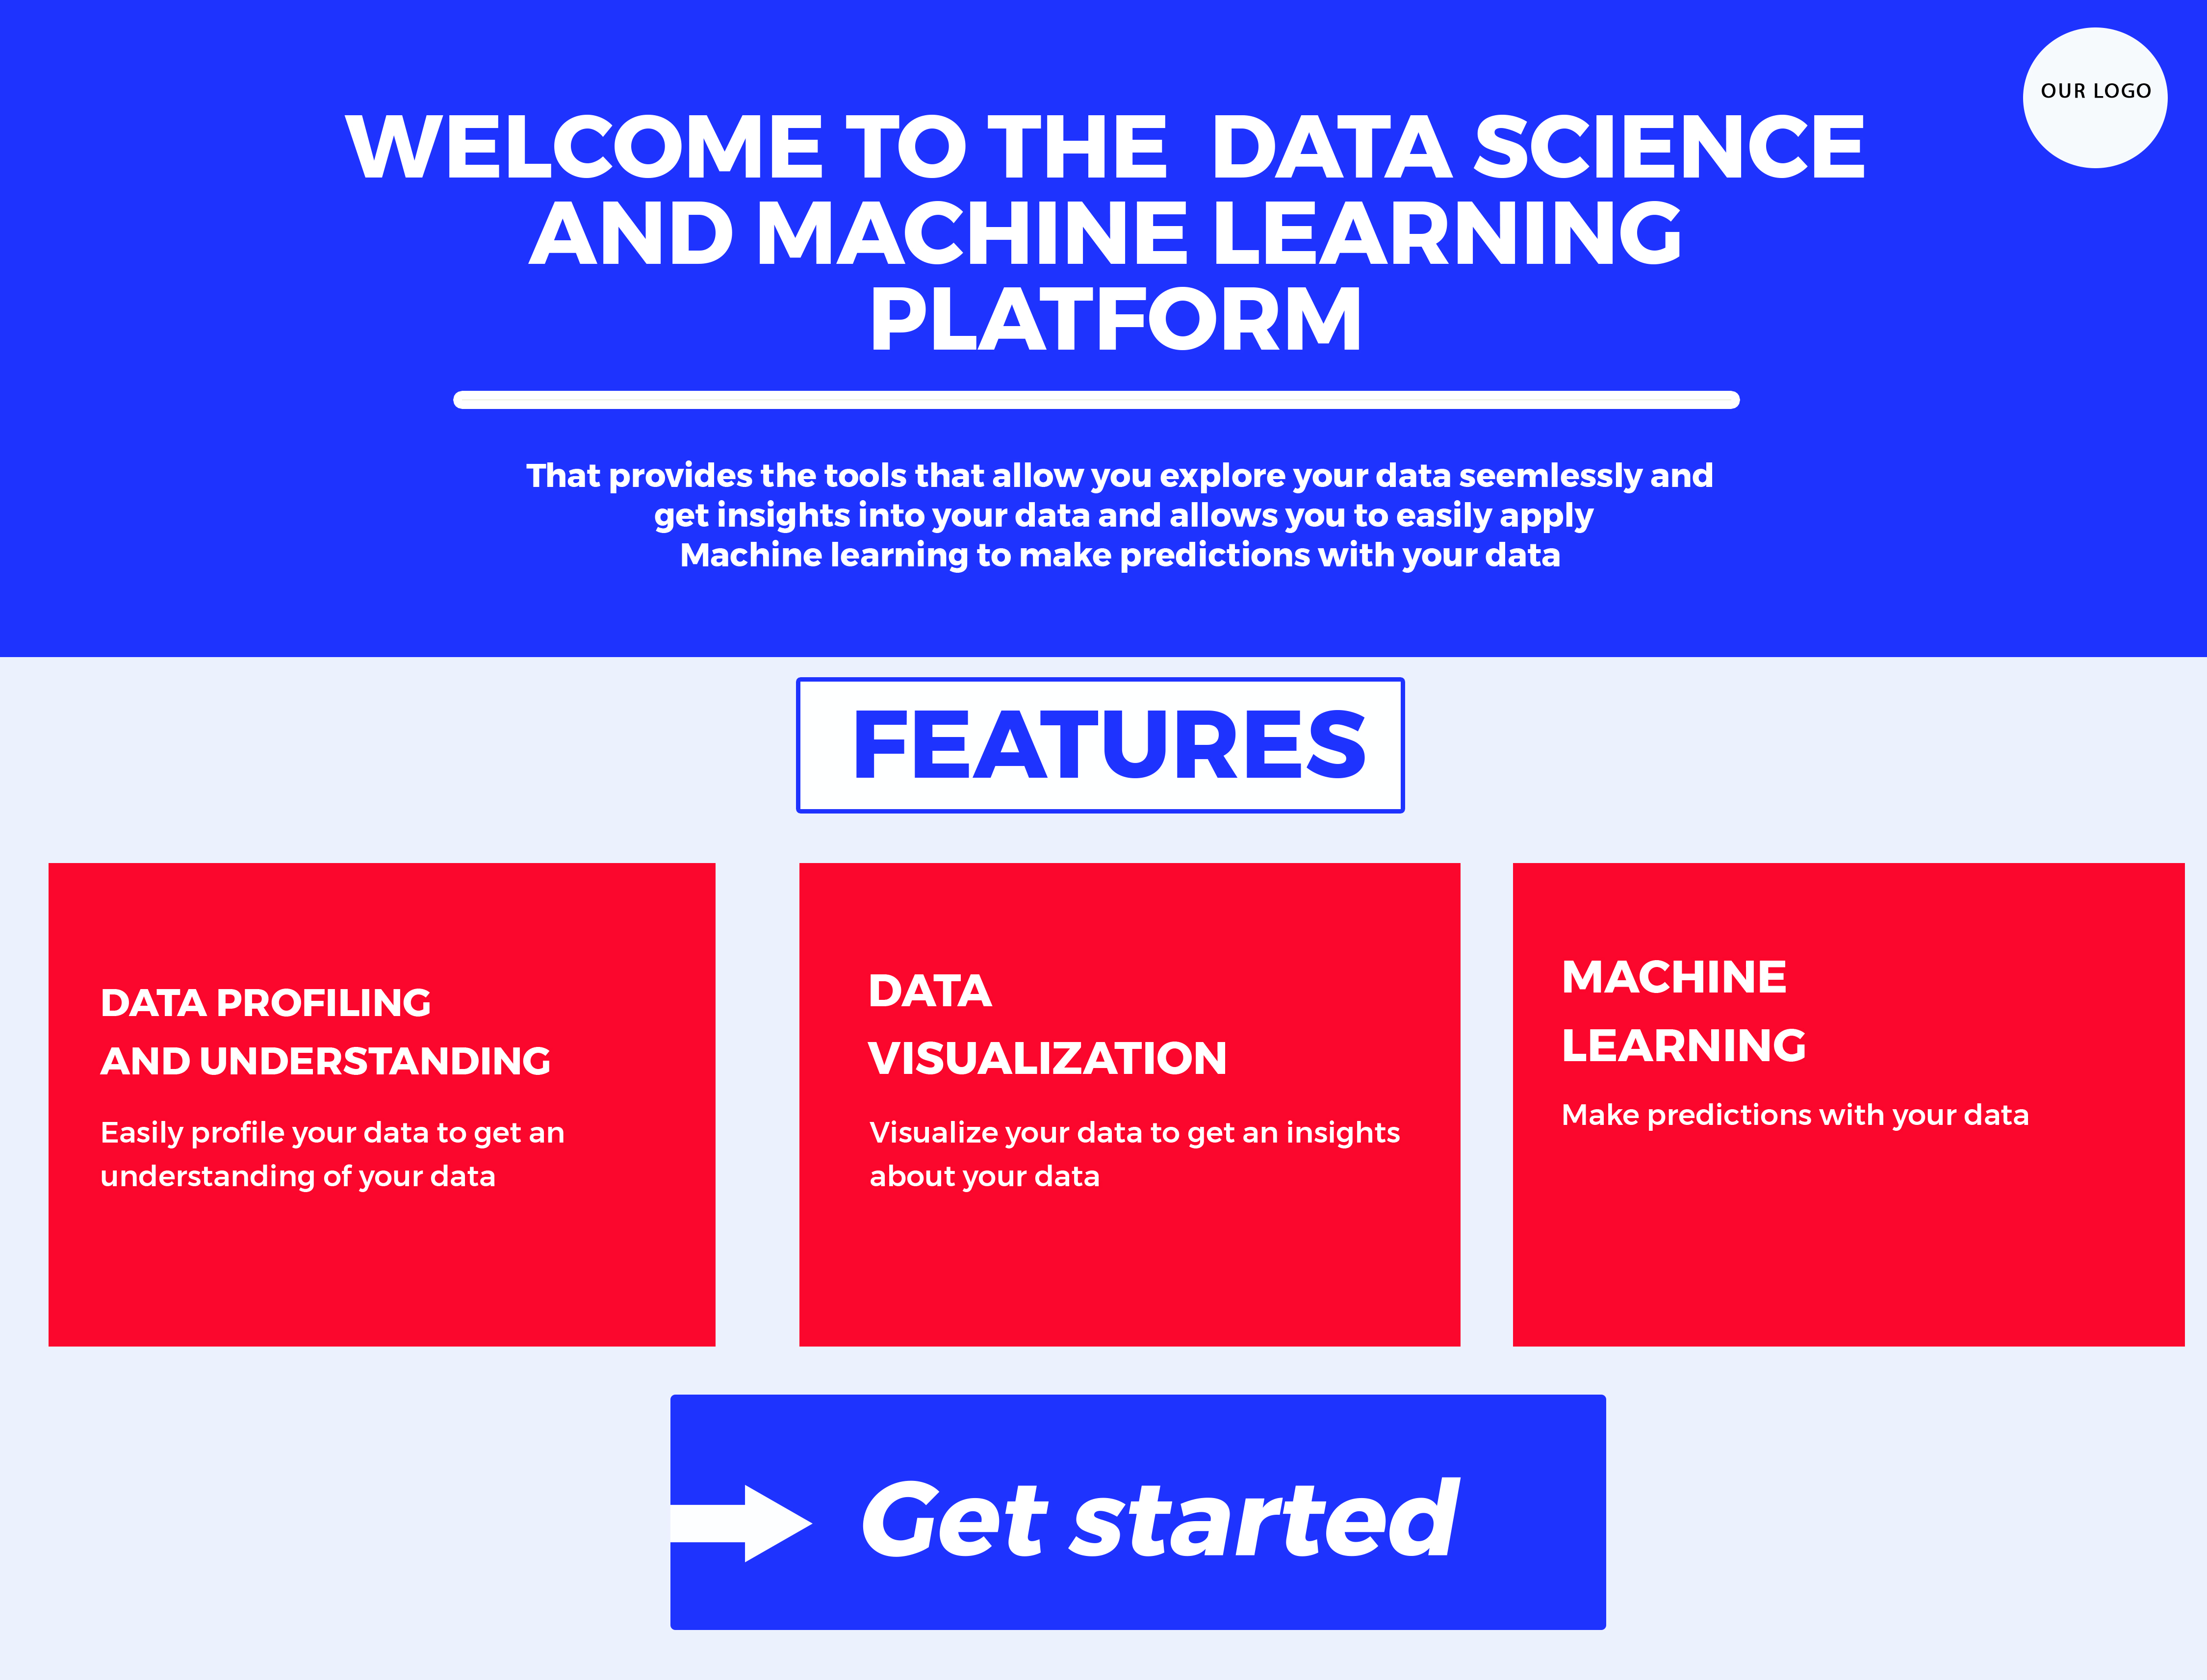 OUR LOGO
WELCOME TO THE DATA SCIENCE
AND MACHINE LEARNING
PLATFORM
That provides the tools that allow you explore your data seemlessly and
get insights into your data and allows you to easily apply
Machine learning to make predictions with your data
FEATURES
DATA PROFILING
AND UNDERSTANDING
Easily profile your data to get an
understanding of your data
DATA
VISUALIZATION
Visualize your data to get an insights
about your data
MACHINE
LEARNING
Make predictions with your data
Get started